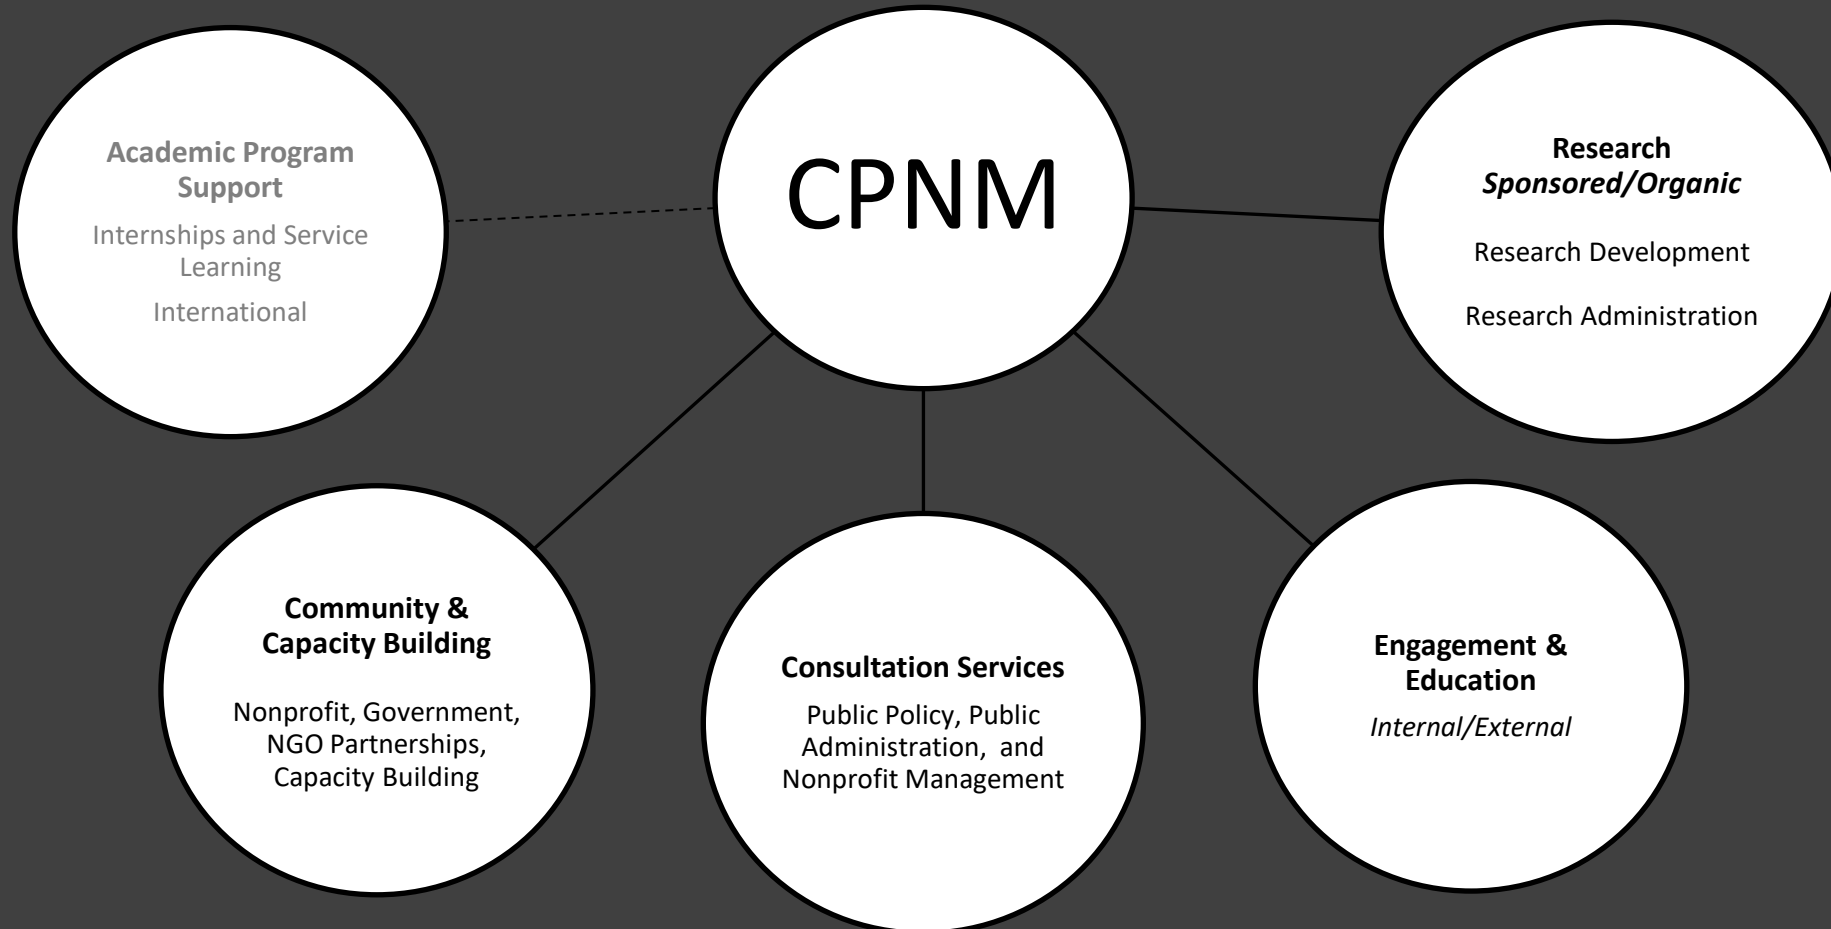 CPNM
Academic Program
Support
Internships and Service
Learning
International
Research
Sponsored/Organic
Research Development
Research Administration
Community &
Capacity Building
Nonprofit, Government,
NGO Partnerships,
Capacity Building
Consultation Services
Public Policy, Public
Administration, and
Nonprofit Management
Engagement &
Education
Internal/External